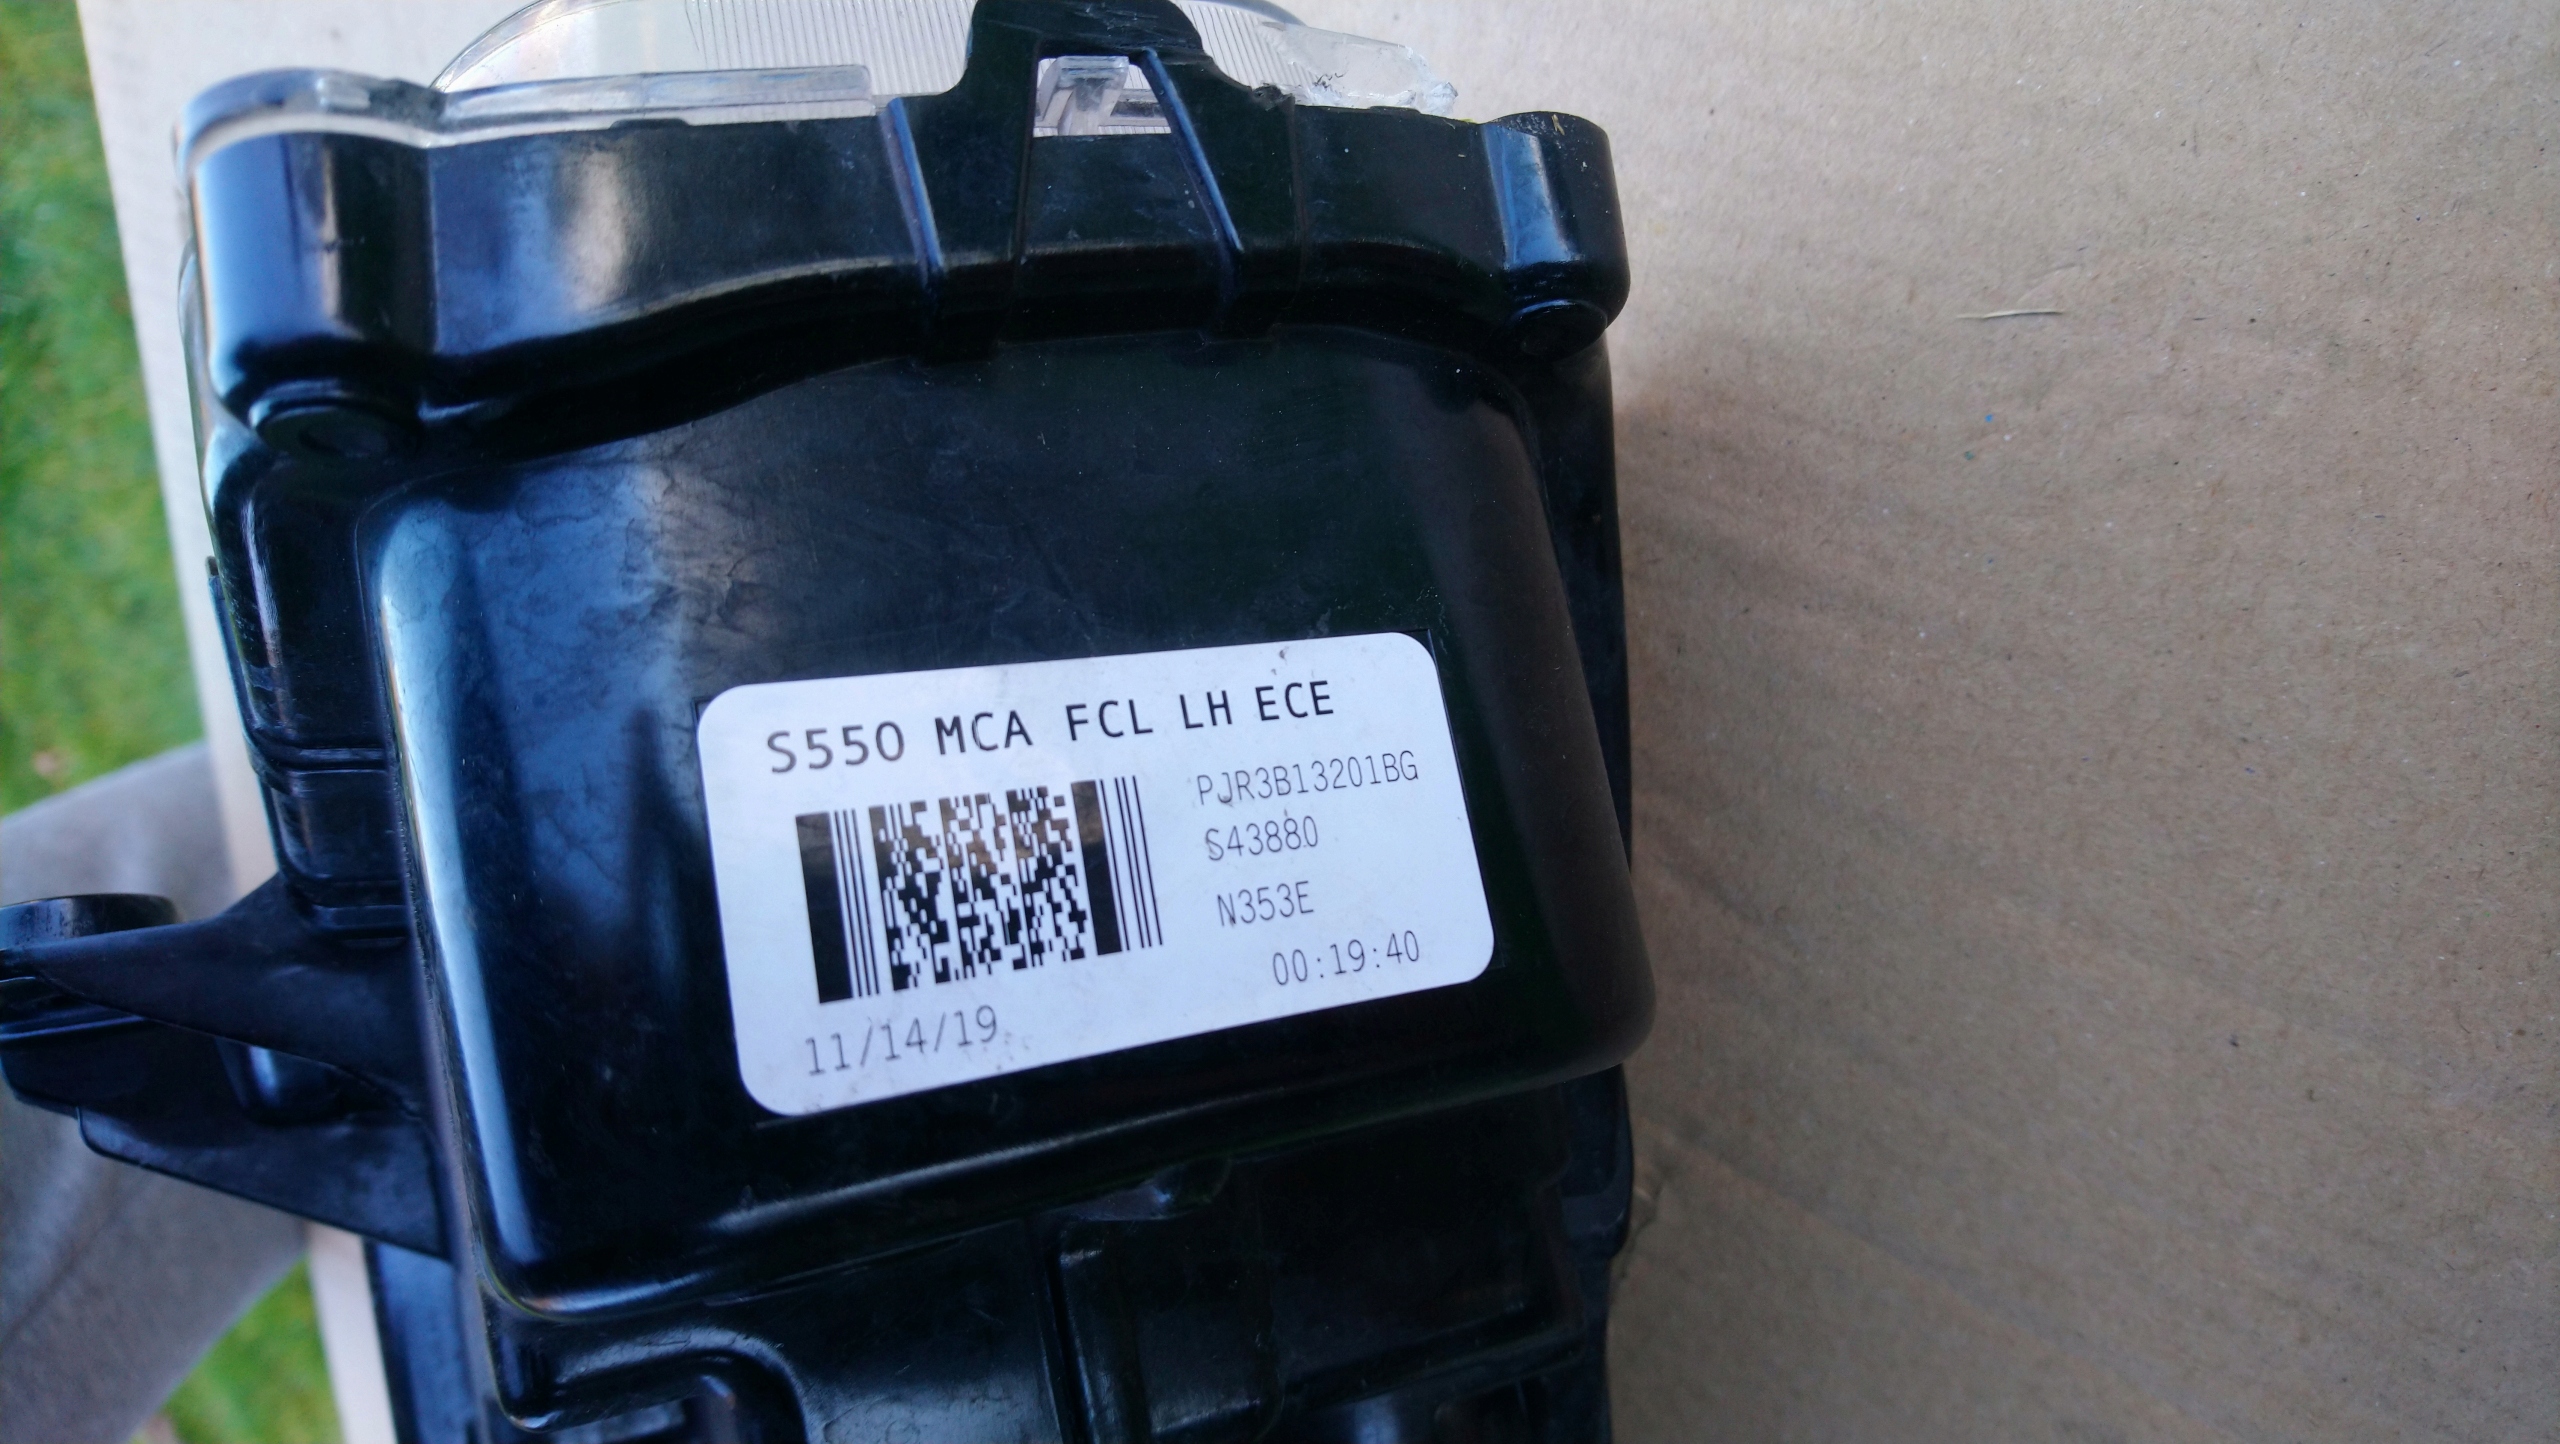 S550 MCA FCL LH ECE
PJR3B13201BG
S43880
N353E
00:19:40
11/14/19